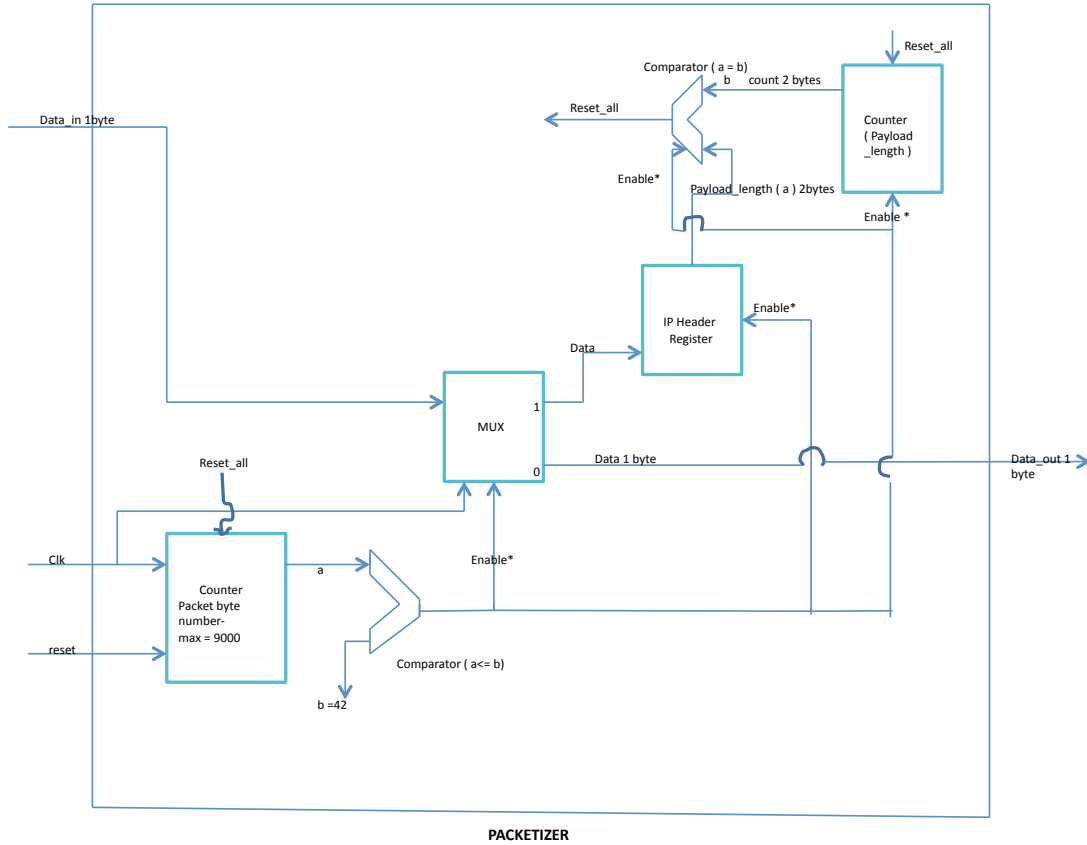 Reset_all
Comparator ( a = b)
b count 2 bytes
Reset_all
Data_in 1byte
Counter
( Payload
_length )
Enable*
Payload_length ( a ) 2bytes
Enable *
Enable*
IP Header
Register
Data
1
MUX
0
Data 1 byte
Data_out 1
byte
Reset_all
Clk
a
Enable*
Counter
Packet byte
number-
max = 9000
reset
Comparator ( a<= b)
b =42
PACKETIZER